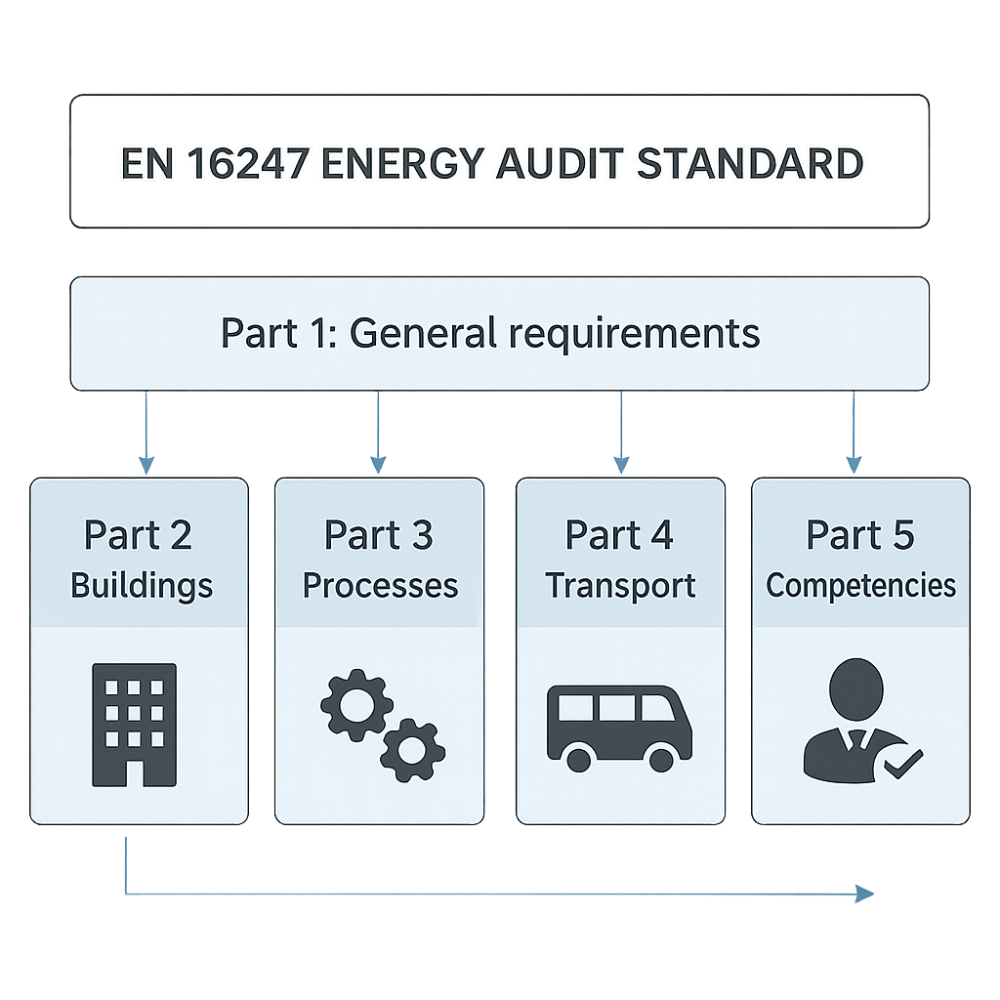 EN 16247 ENERGY AUDIT STANDARD
Part 1: General requirements
Part 2
Buildings
Part 3
Processes
Part 4
Transport
Part 5
Competencies